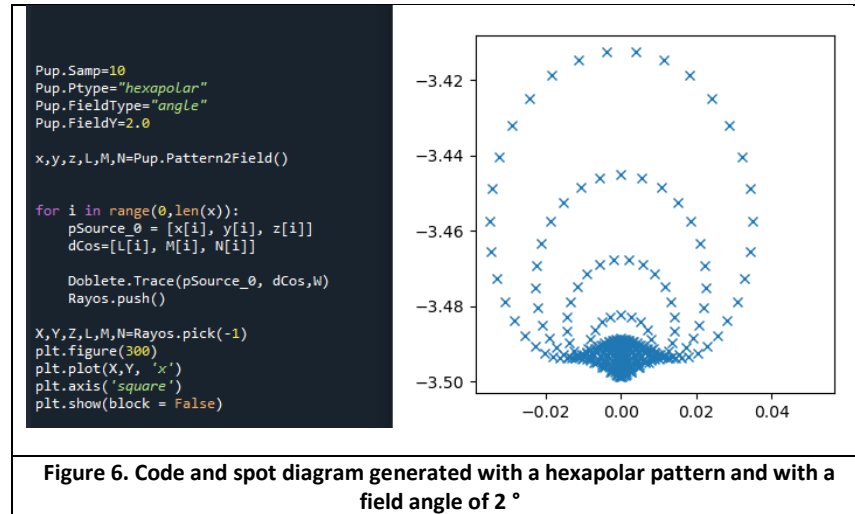 Pup.Samp=10
Pup.Ptype="hexapolar"
Pup.FieldType="angle"
Pup.FieldY=2.0
x,y,z,L,M,N=Pup.Pattern2Field()
for i in range(0,len(x)):
    pSource_0 = [x[i], y[i], z[i]]
    dCos=[L[i], M[i], N[i]]
    Doblete.Trace(pSource_0, dCos,W)
    Rayos.push()
X,Y,Z,L,M,N=Rayos.pick(-1)
plt.figure(300)
plt.plot(X,Y, 'x')
plt.axis('square')
plt.show(block = False)
−3.42
−3.44
−3.46
−3.48
−3.50
−0.02 0.00 0.02 0.04
Figure 6. Code and spot diagram generated with a hexapolar pattern and with a
field angle of 2 °